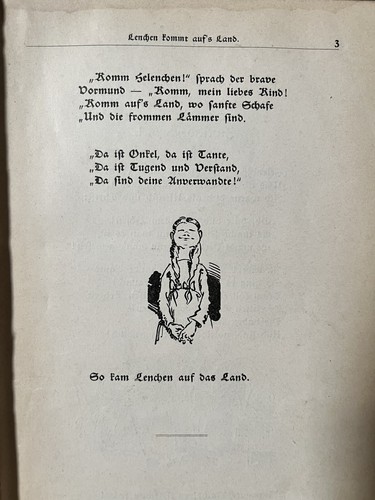 Lenchen kommt auf's Land.
3
„Komm Helenchen!" sprach der brave
Vormund — „Komm, mein liebes Kind!
„Komm auf's Land, wo sanfte Schafe
„Und die frommen Lämmer sind.
„Da ist Onkel, da ist Tante,
„Da ist Tugend und Verstand,
„Da sind deine Anverwandte!"
So kam Lenchen auf das Land.